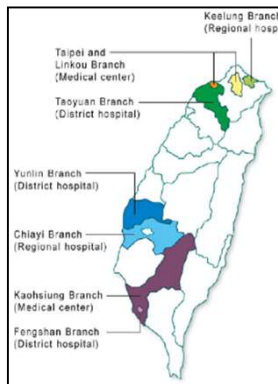 Keelung Branch
(Regional hosp
Taipei and
Linkou Branch
(Medical center)
Taoyuan Branch
(District hospital)
Yunlin Branch
(District hospital)
Chiayi Branch
(Regional hospital)
Kaohsiung Branch
(Medical center)
Fengshan Branch
(District hospital)